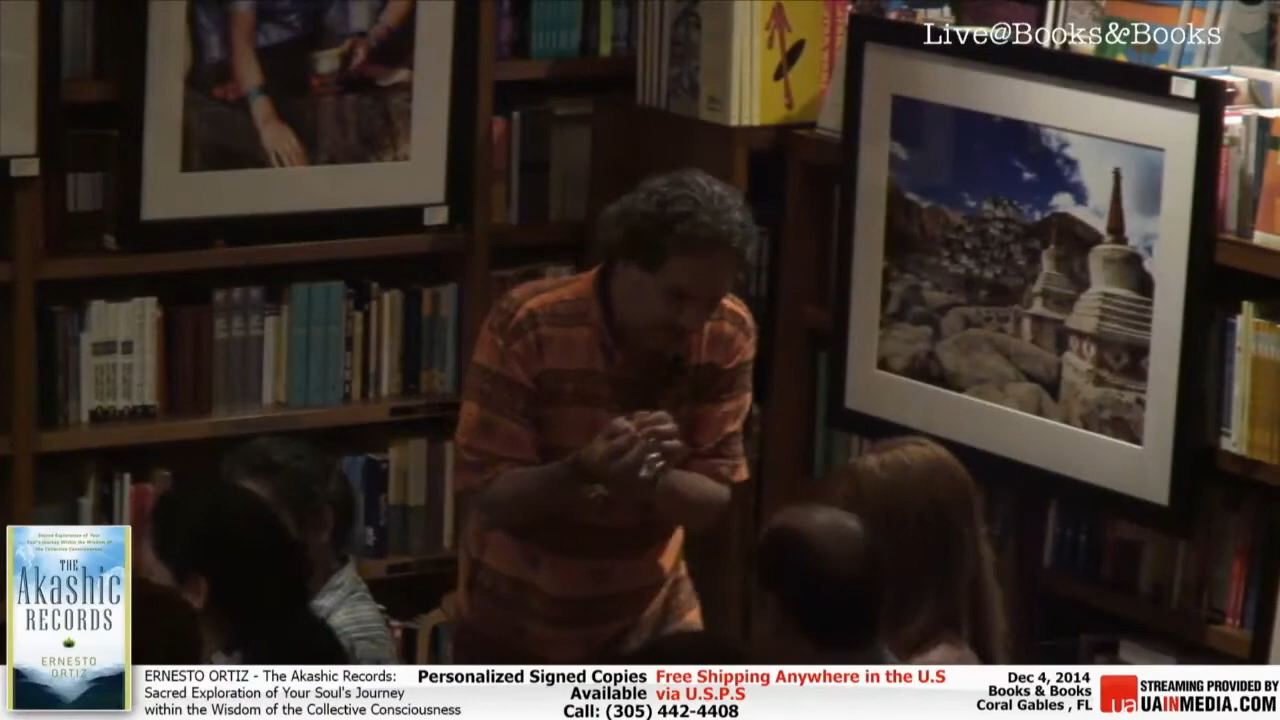 Live@Books&Books
THE
Akashic
RECORDS
ERNESTO
ORTIZ
ERNESTO ORTIZ - The Akashic Records:
Sacred Exploration of Your Soul's Journey
within the Wisdom of the Collective Consciousness
Personalized Signed Copies
Available
Call: (305) 442-4408
Free Shipping Anywhere in the U.S
via U.S.P.S
Dec 4, 2014
Books & Books
Coral Gables , FL
ua
STREAMING PROVIDED BY
UAINMEDIA.COM